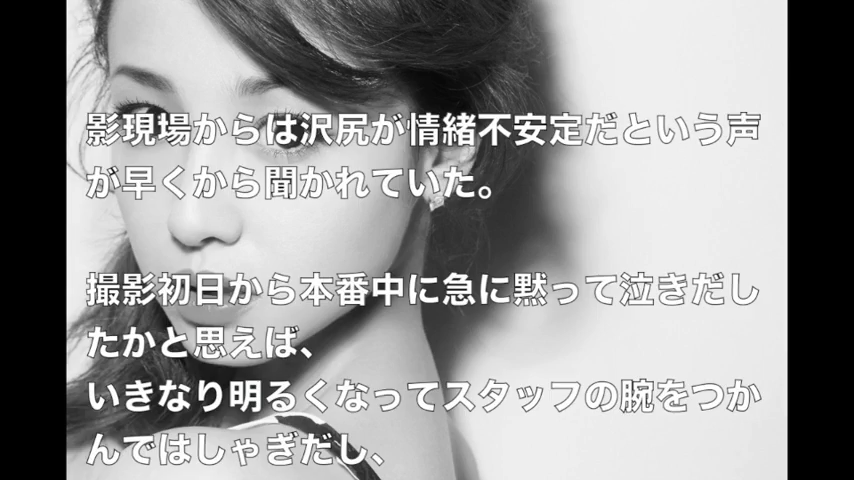 影現場からは沢尻が情緒不安定だという声
が早くから聞かれていた。
撮影初日から本番中に急に黙って泣きだし
たかと思えば、
いきなり明るくなってスタッフの腕をつか
んではしゃぎだし、